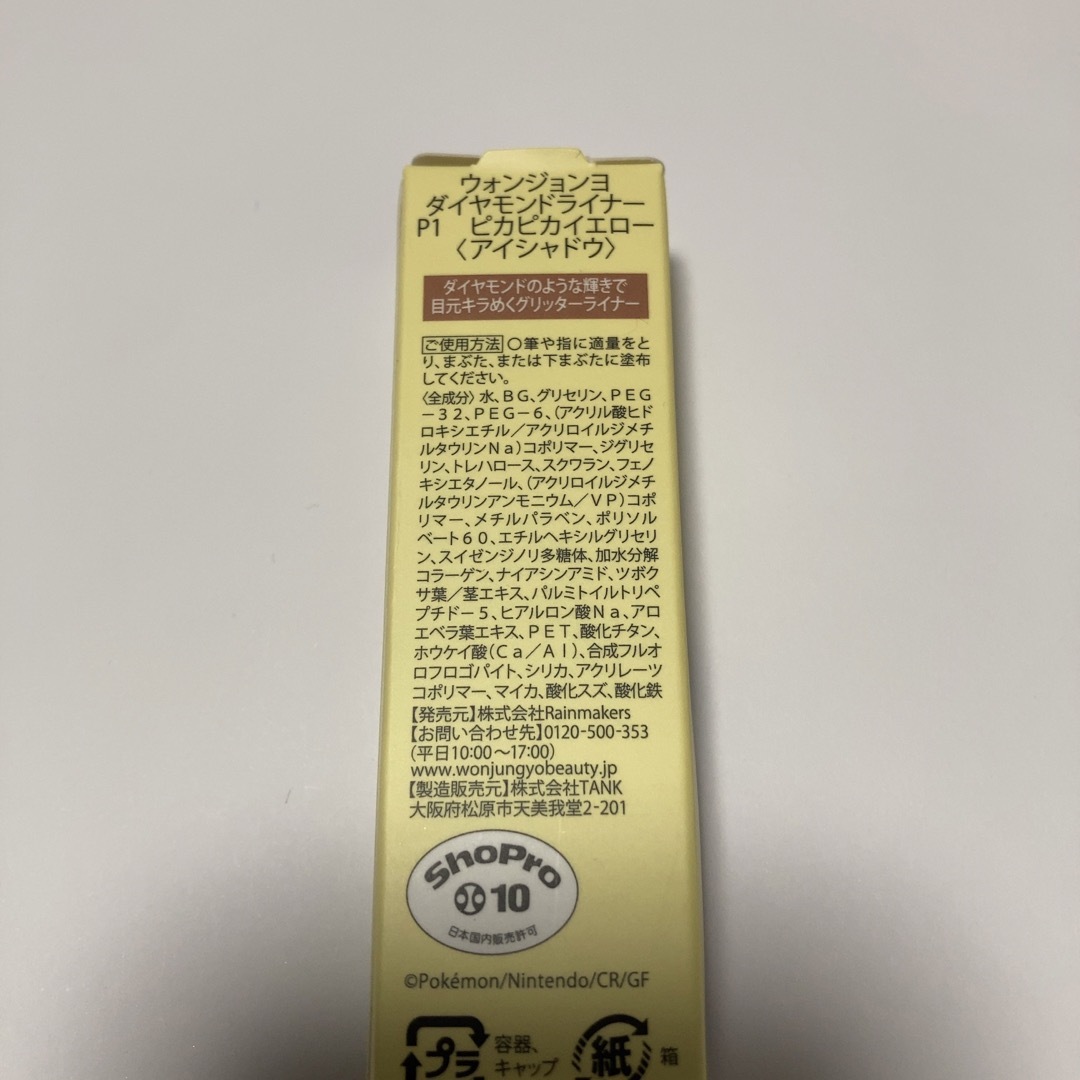 ウォンジョンヨ
ダイヤモンドライナー
P1　ピカピカイエロー
〈アイシャドウ〉
ダイヤモンドのような輝きで
目元キラめくグリッターライナー
ご使用方法 〇筆や指に適量をと
り、まぶた、または下まぶたに塗布
してください。
〈全成分〉水、ＢＧ、グリセリン、ＰＥＧ
－３２、ＰＥＧ－６、（アクリル酸ヒド
ロキシエチル／アクリロイルジメチ
ルタウリンＮａ）コポリマー、ジグリセ
リン、トレハロース、スクワラン、フェノ
キシエタノール、（アクリロイルジメチ
ルタウリンアンモニウム／ＶＰ）コポ
リマー、メチルパラベン、ポリソル
ベート６０、エチルヘキシルグリセリ
ン、スイゼンジノリ多糖体、加水分解
コラーゲン、ナイアシンアミド、ツボク
サ葉／茎エキス、パルミトイルトリペ
プチド－５、ヒアルロン酸Ｎａ、アロ
エベラ葉エキス、ＰＥＴ、酸化チタン、
ホウケイ酸（Ｃａ／Ａｌ）、合成フルオ
ロフロゴパイト、シリカ、アクリレーツ
コポリマー、マイカ、酸化スズ、酸化鉄
【発売元】株式会社Rainmakers
【お問い合わせ先】0120-500-353
（平日10:00〜17:00）
www.wonjungyobeauty.jp
【製造販売元】株式会社TANK
大阪府松原市天美我堂2-201
ShoPro
10
日本国内販売許可
©Pokémon/Nintendo/CR/GF
プラ 容器、 紙 箱
キャップ